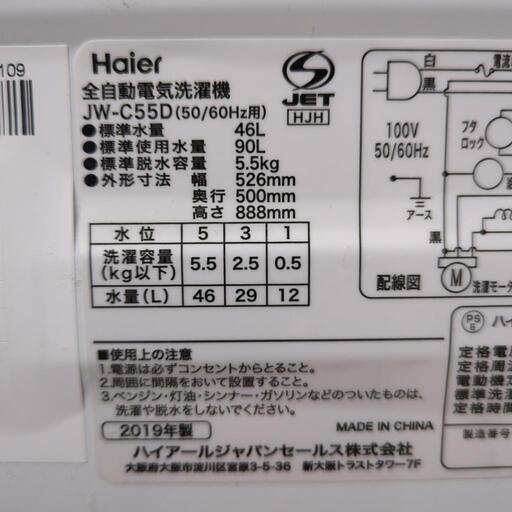 109
Haier
全自動電気洗濯機
JW-C55D(50/60Hz用)
●標準水量 46L
●標準使用水量 90L
●標準脱水容量 5.5kg
●外形寸法 幅 526mm
奥行 500mm
高さ 888mm
S
JET
HJH
水位 5 3 1
洗濯容量(kg以下) 5.5 2.5 0.5
水量(L) 46 29 12
白
黒
電流
100V
50/60Hz
フタ
ロック
アース
黒
配線図
M
洗濯モータ
■使用上の注意
1.電源は必ずコンセントからとること。
2.周囲に間隔をおいて設置すること。
3.ベンジン・灯油・シンナー・ガソリンなどのついたものは、
洗濯や脱水をしないでください。
2019年製
MADE IN CHINA
ハイアールジャパンセールス株式会社
大阪府大阪市淀川区宮原3-5-36 新大阪トラストタワー7F
PS
E
ハイ
定格電
定格電
電動機
標準洗
定格時
製造番号